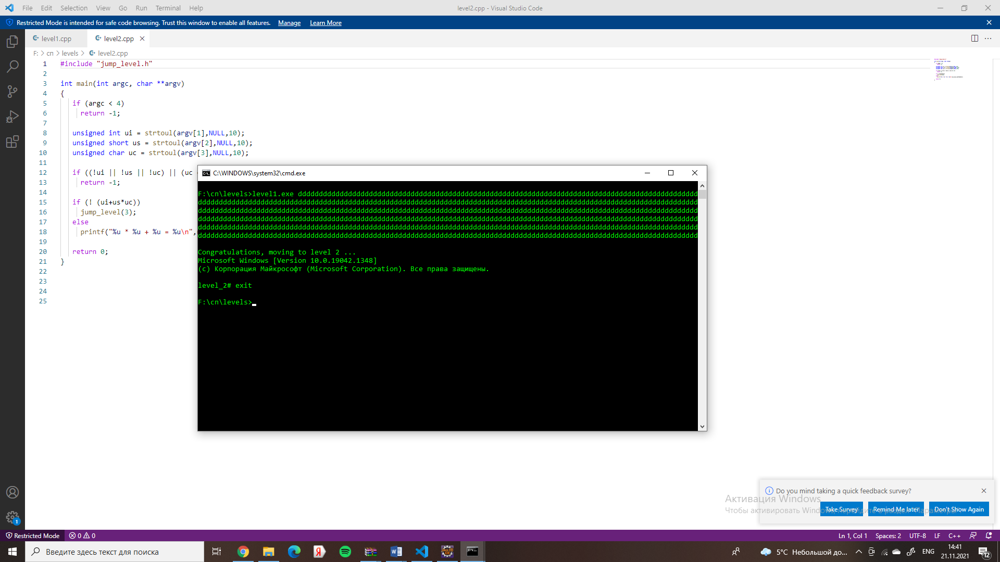 File Edit Selection View Go Run Terminal Help
level2.cpp - Visual Studio Code
Restricted Mode is intended for safe code browsing. Trust this window to enable all features. Manage Learn More
level1.cpp level2.cpp
F: > сп > levels > level2.cpp
1 #include "jump_level.h"
2
3 int main(int argc, char **argv)
4 {
5 if (argc < 4)
6 return -1;
7
8 unsigned int ui = strtoul(argv[1],NULL,10);
9 unsigned short us = strtoul(argv[2],NULL,10);
10 unsigned char uc = strtoul(argv[3],NULL,10);
11
12 if ((!ui || !us || !uc) || (uc
13 return -1;
14
15 if (! (ui+us*uc))
16 jump_level(3);
17 else
18 printf("%u * %u + %u = %u\n",
19
20 return 0;
21 }
22
23
24
25
C:\WINDOWS\system32\cmd.exe
F:\сп\levels>level1.exe dddddddddddddddddddddddddddddddddddddddddddddddddddddddddddddddddddddddddddddddddddddddddddddddd
dddddddddddddddddddddddddddddddddddddddddddddddddddddddddddddddddddddddddddddddddddddddddddddddddddddddddddddddddddddddd
dddddddddddddddddddddddddddddddddddddddddddddddddddddddddddddddddddddddddddddddddddddddddddddddddddddddddddddddddddddddd
dddddddddddddddddddddddddddddddddddddddddddddddddddddddddddddddddddddddddddddddddddddddddddddddddddddddddddddddddddddddd
dddddddddddddddddddddddddddddddddddddddddddddddddddddddddddddddddddddddddddddddddddddddddddddddddddddddddddddddddddddddd
dddddddddddddddddddddddddddddddddddddddddddddddddddddddddddddddddddddddddddddddddddddddddddddddddddddddddddddddddddddddd
Congratulations, moving to level 2 ...
Microsoft Windows [Version 10.0.19042.1348]
(c) Корпорация Майкрософт (Microsoft Corporation). Все права защищены.
level_2# exit
F:\сп\levels>
Do you mind taking a quick feedback survey?
Take Survey Remind Me later Don't Show Again
Активация Windows
Чтобы активировать Windows, перейдите в раздел "Параметры".
1
Restricted Mode 0 0
Ln 1, Col 1 Spaces: 2 UTF-8 LF C++
Введите здесь текст для поиска
5°C Небольшой до... ENG
14:41
21.11.2021
12